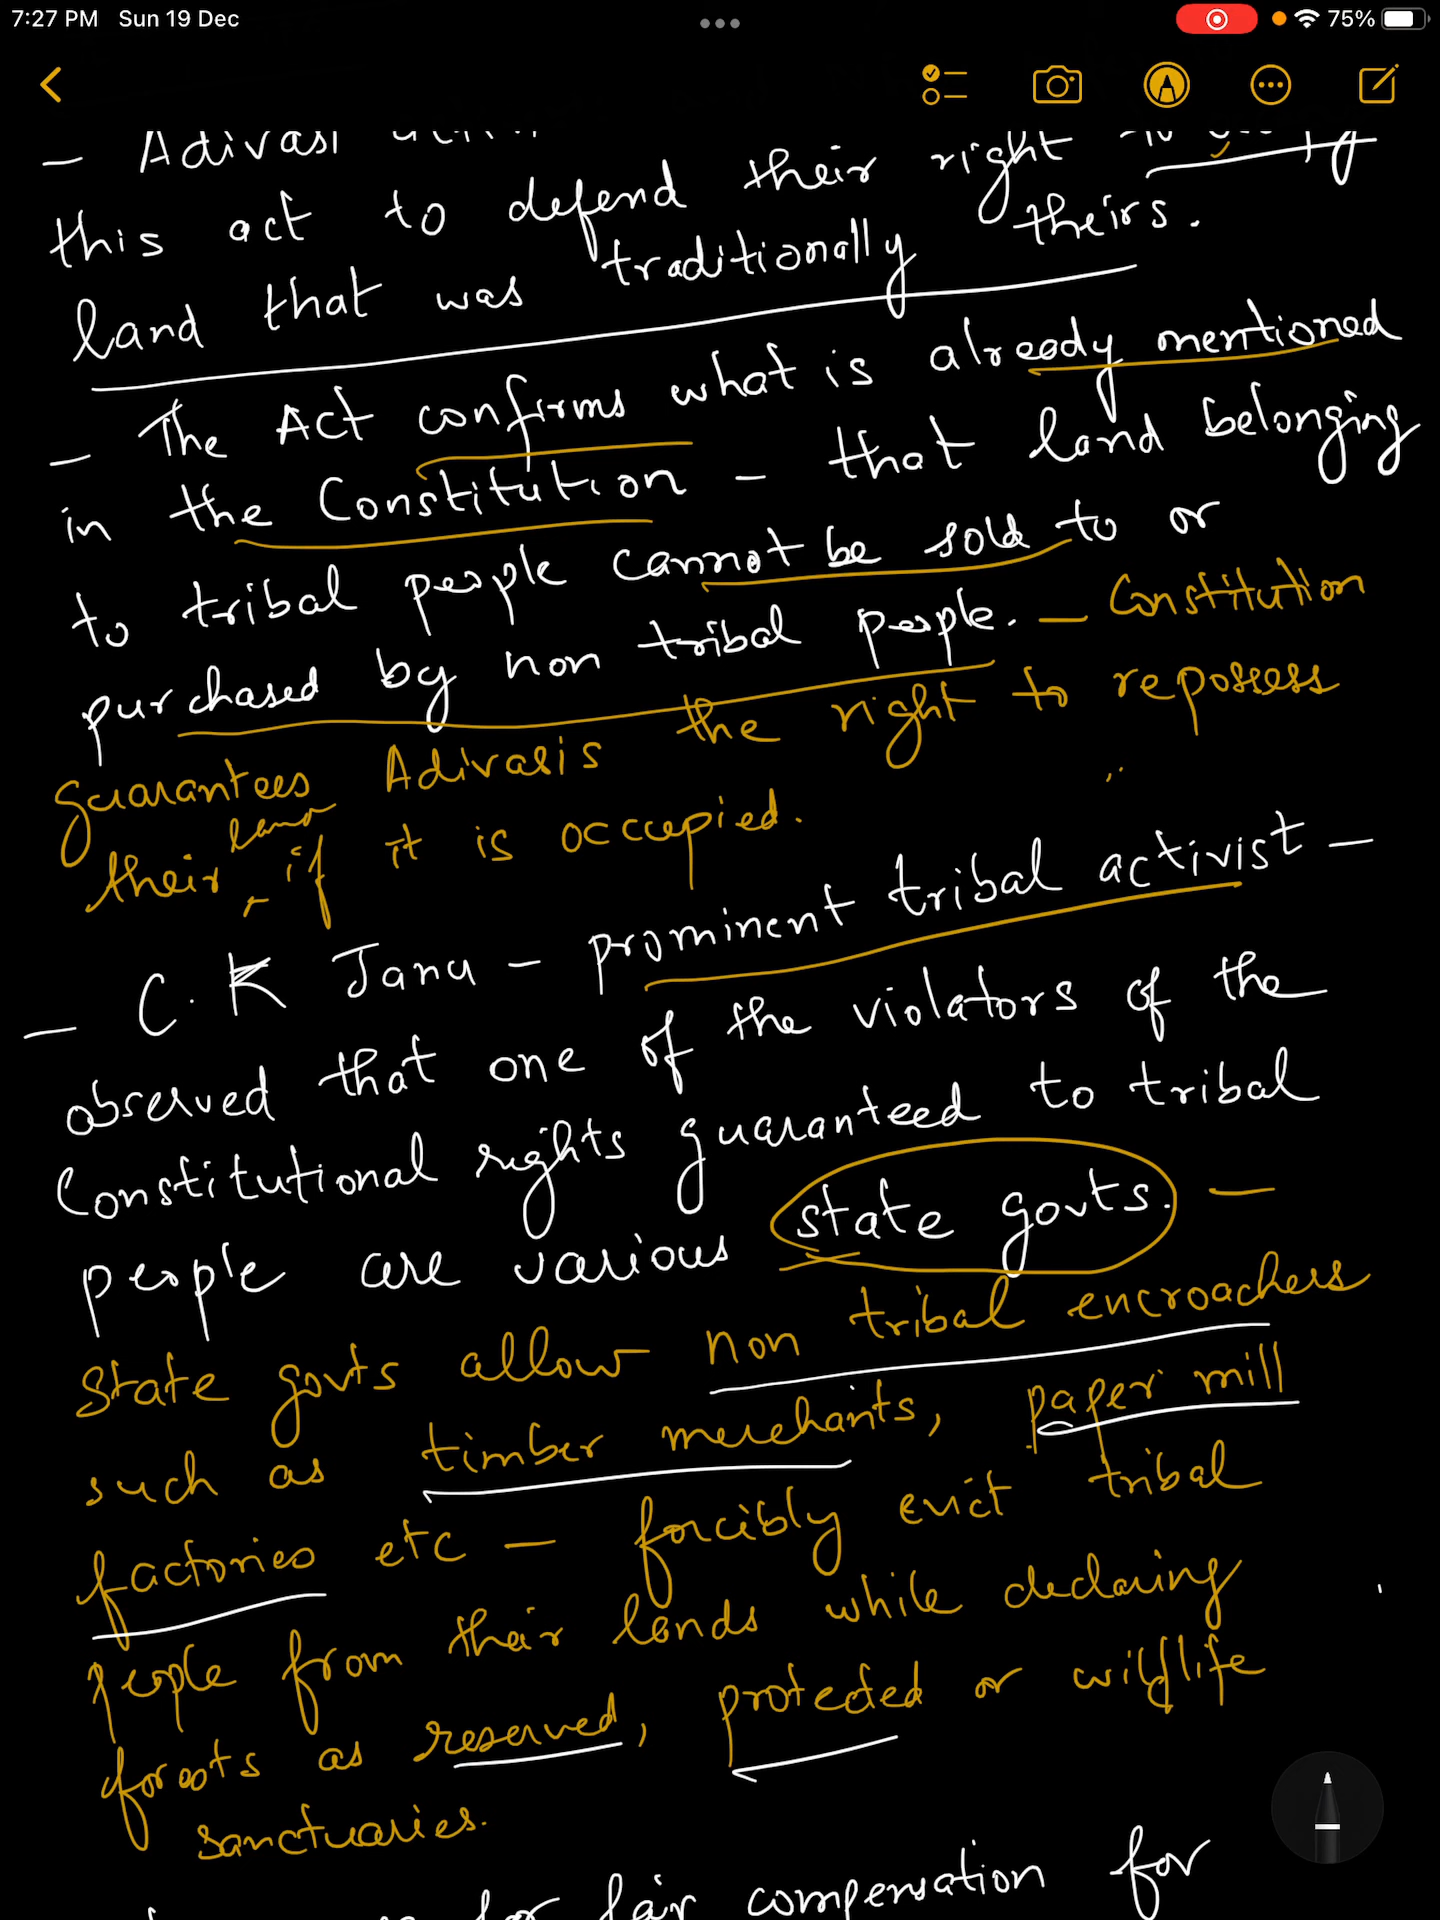 7:27 PM Sun 19 Dec
75%
- Adivasi
this act to defend their right to
land that was traditionally theirs.
- The Act confirms what is already mentioned
in the Constitution - that land belonging
to tribal people cannot be sold to or
purchased by non tribal people. - Constitution
guarantees Adivasis the right to repossess
their land if it is occupied.
- C. K Janu - prominent tribal activist -
observed that one of the violators of the
Constitutional rights guaranteed to tribal
people are various state govts. -
State govts allow non tribal encroachers
such as timber merchants, paper mill
factories etc - forcibly evict tribal
people from their lands while declaring
forests as reserved, protected or wildlife
sanctuaries.
for fair compensation for